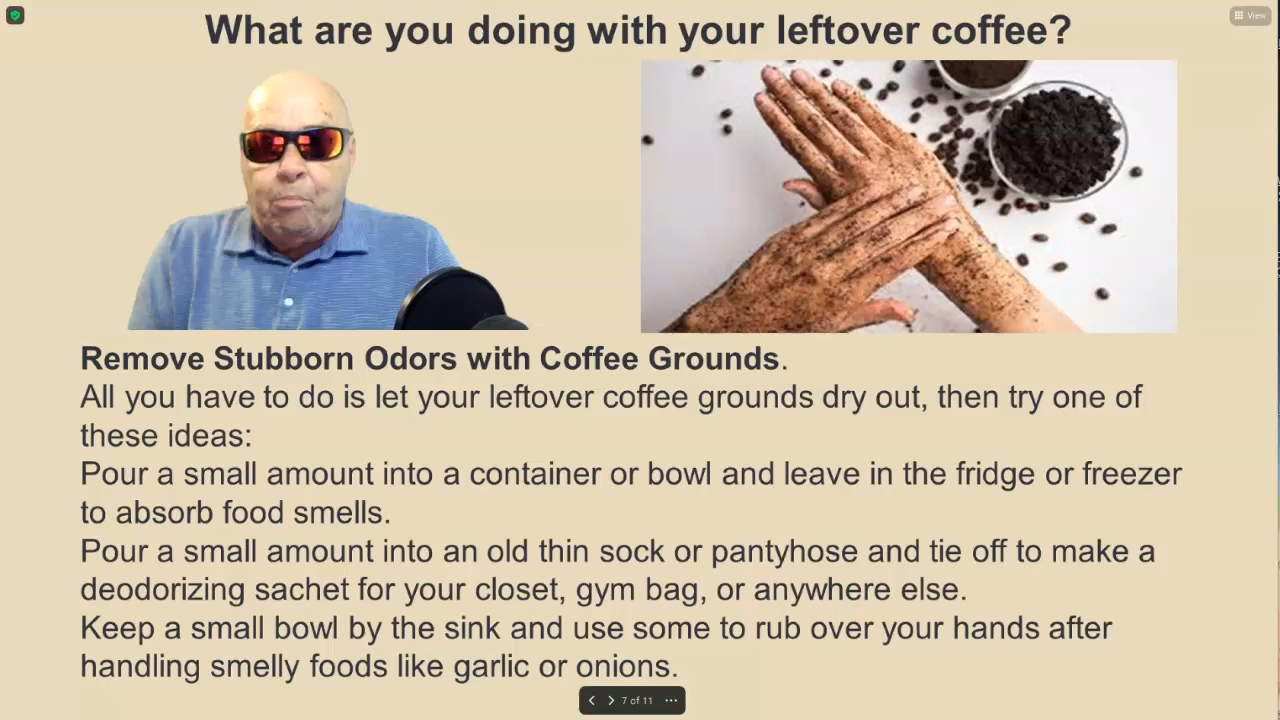 What are you doing with your leftover coffee?
View
Remove Stubborn Odors with Coffee Grounds.
All you have to do is let your leftover coffee grounds dry out, then try one of
these ideas:
Pour a small amount into a container or bowl and leave in the fridge or freezer
to absorb food smells.
Pour a small amount into an old thin sock or pantyhose and tie off to make a
deodorizing sachet for your closet, gym bag, or anywhere else.
Keep a small bowl by the sink and use some to rub over your hands after
handling smelly foods like garlic or onions.
7 of 11